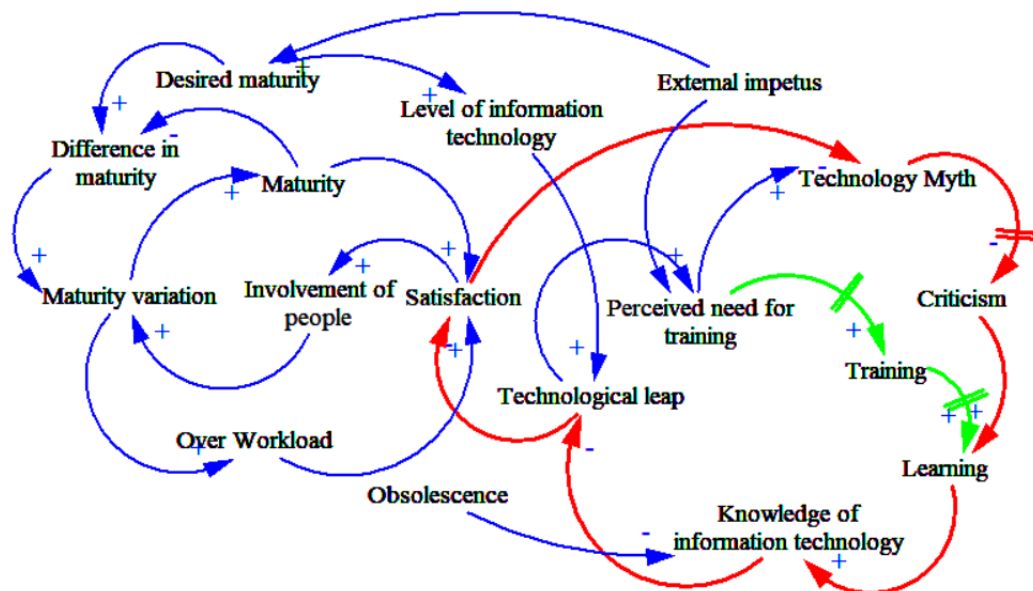 Desired maturity
External impetus
Level of information
technology
Difference in
maturity
Maturity
Technology Myth
Maturity variation
Involvement of
people
Satisfaction
Perceived need for
training
Criticism
Training
Technological leap
Over Workload
Learning
Obsolescence
Knowledge of
information technology